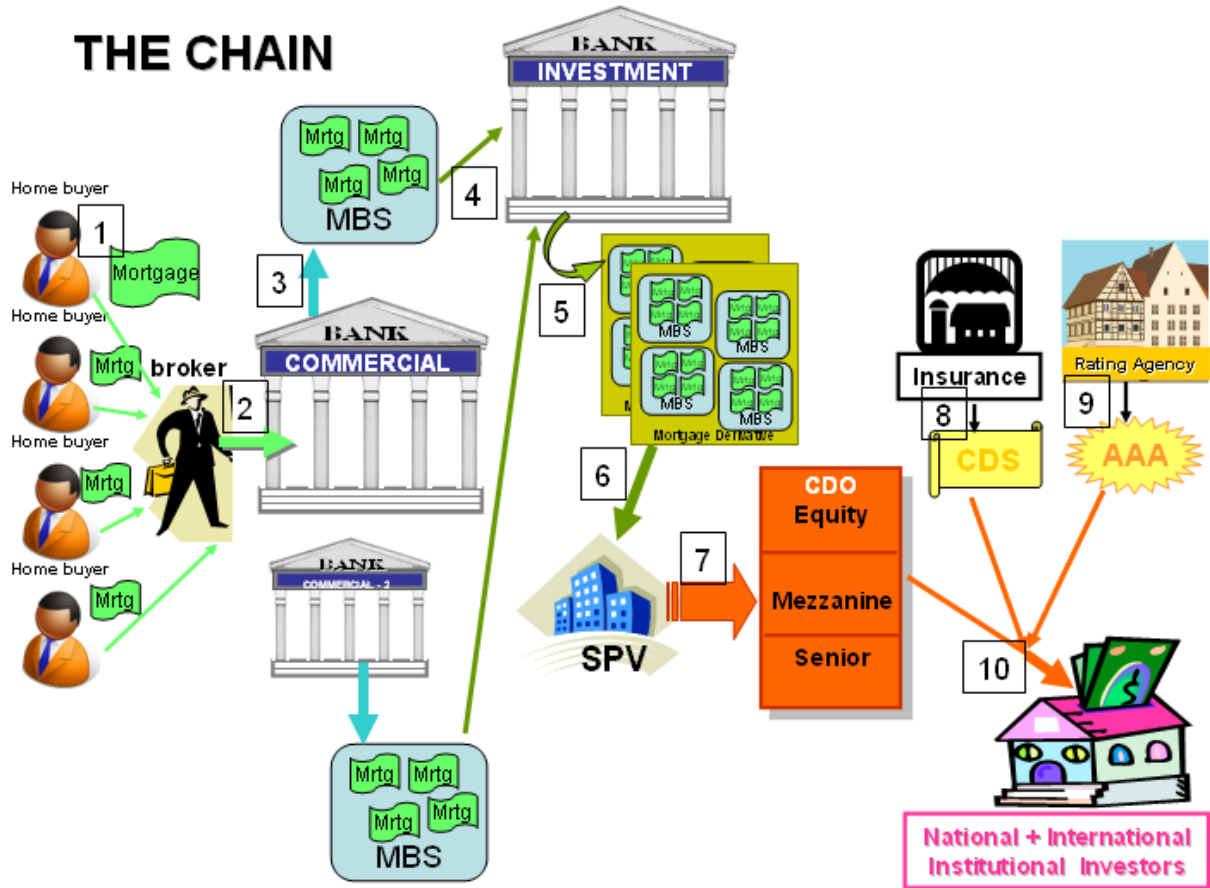 THE CHAIN
BANK
INVESTMENT
Mrtg
Mrtg
Mrtg
Mrtg
MBS
4
Home buyer
1
Mortgage
3
5
MBS
MBS
MBS
MBS
Mortgage Derivative
Home buyer
Mrtg
broker
2
BANK
COMMERCIAL
Insurance
8
CDS
Rating Agency
9
AAA
Home buyer
Mrtg
6
CDO
Equity
Mezzanine
Senior
7
SPV
Home buyer
Mrtg
BANK
COMMERCIAL - 2
10
Mrtg
Mrtg
Mrtg
Mrtg
MBS
National + International
Institutional Investors